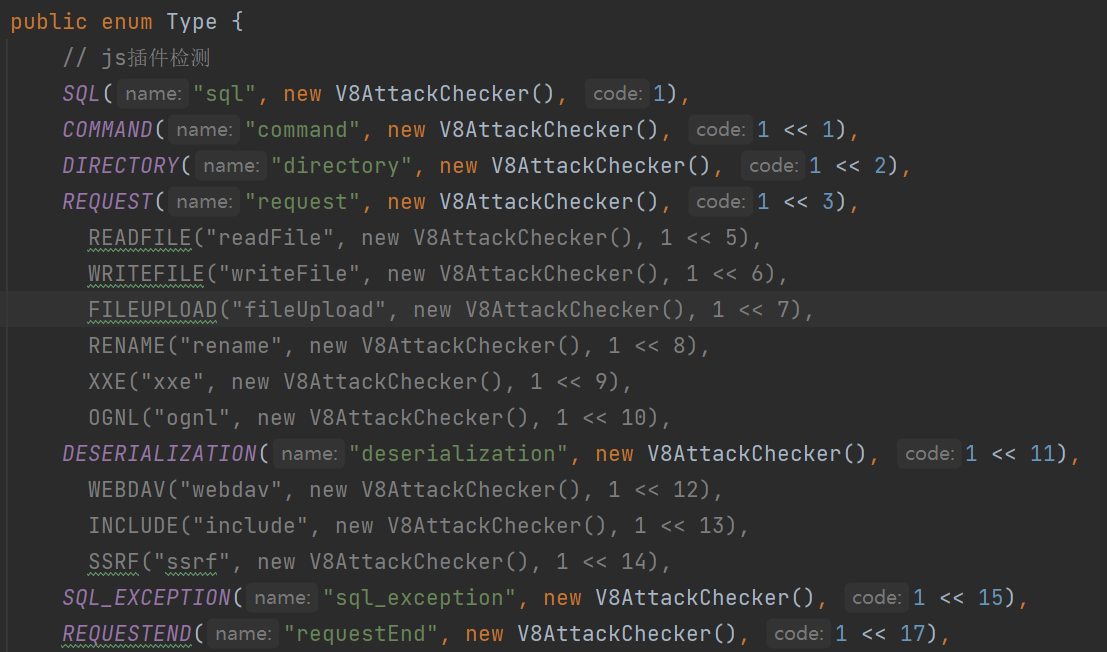 public enum Type {
// js插件检测
SQL( name: "sql", new V8AttackChecker(), code: 1),
COMMAND( name: "command", new V8AttackChecker(), code: 1 << 1),
DIRECTORY( name: "directory", new V8AttackChecker(), code: 1 << 2),
REQUEST( name: "request", new V8AttackChecker(), code: 1 << 3),
READFILE("readFile", new V8AttackChecker(), 1 << 5),
WRITEFILE("writeFile", new V8AttackChecker(), 1 << 6),
FILEUPLOAD("fileUpload", new V8AttackChecker(), 1 << 7),
RENAME("rename", new V8AttackChecker(), 1 << 8),
XXE("xxe", new V8AttackChecker(), 1 << 9),
OGNL("ognl", new V8AttackChecker(), 1 << 10),
DESERIALIZATION( name: "deserialization", new V8AttackChecker(), code: 1 << 11),
WEBDAV("webdav", new V8AttackChecker(), 1 << 12),
INCLUDE("include", new V8AttackChecker(), 1 << 13),
SSRF("ssrf", new V8AttackChecker(), 1 << 14),
SQL_EXCEPTION( name: "sql_exception", new V8AttackChecker(), code: 1 << 15),
REQUESTEND( name: "requestEnd", new V8AttackChecker(), code: 1 << 17),